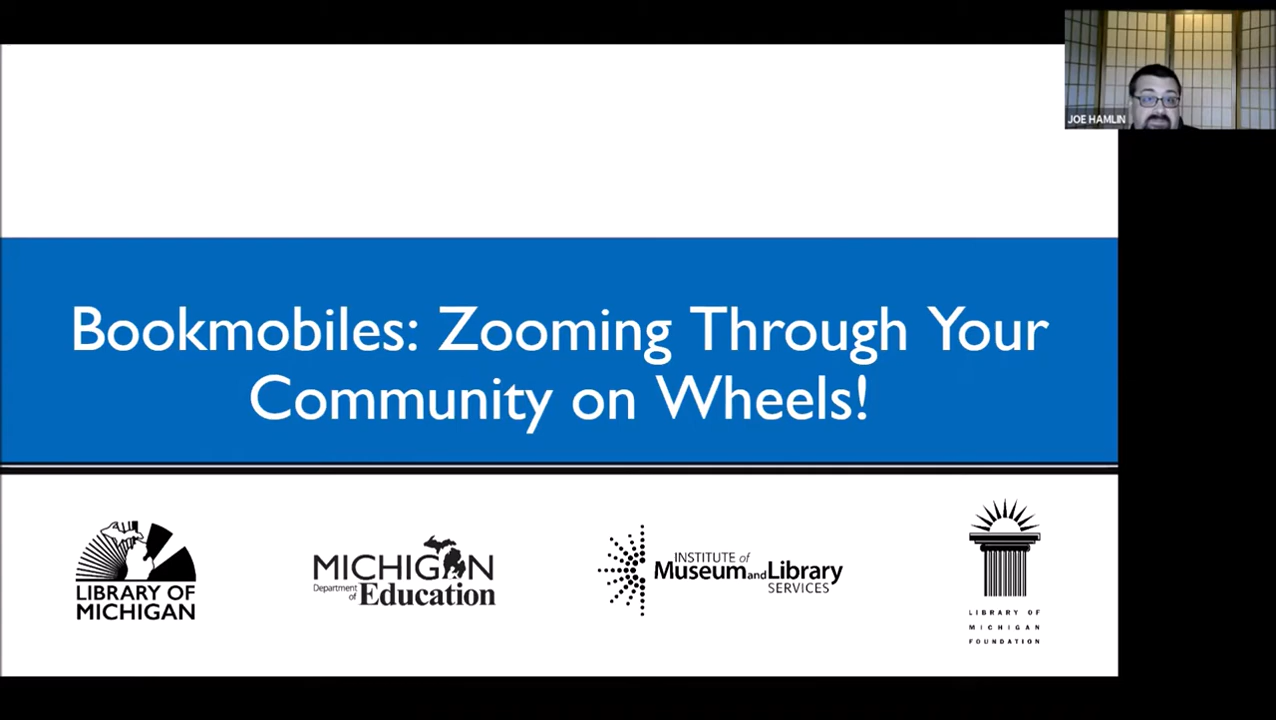 JOE HAMLIN
Bookmobiles: Zooming Through Your
Community on Wheels!
LIBRARY OF
MICHIGAN
MICHIGAN
Department
of Education
INSTITUTE of
Museum and Library
SERVICES
LIBRARY OF
MICHIGAN
FOUNDATION